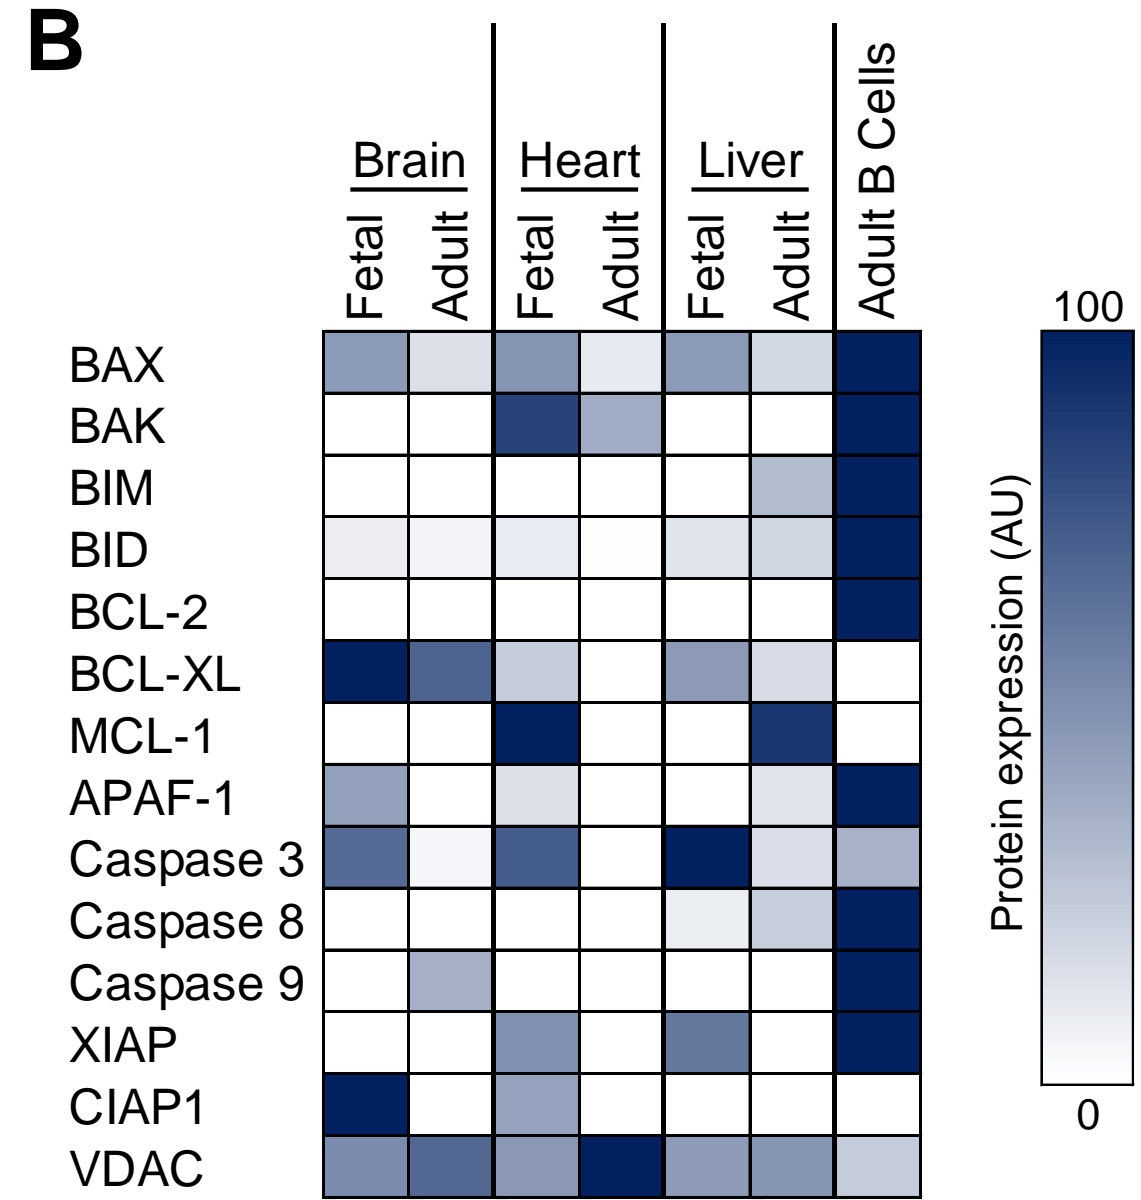 B
Brain
Heart
Liver
Adult B Cells
Fetal
Adult
Fetal
Adult
Fetal
Adult
BAX
BAK
BIM
BID
BCL-2
BCL-XL
MCL-1
APAF-1
Caspase 3
Caspase 8
Caspase 9
XIAP
CIAP1
VDAC
100
Protein expression (AU)
0